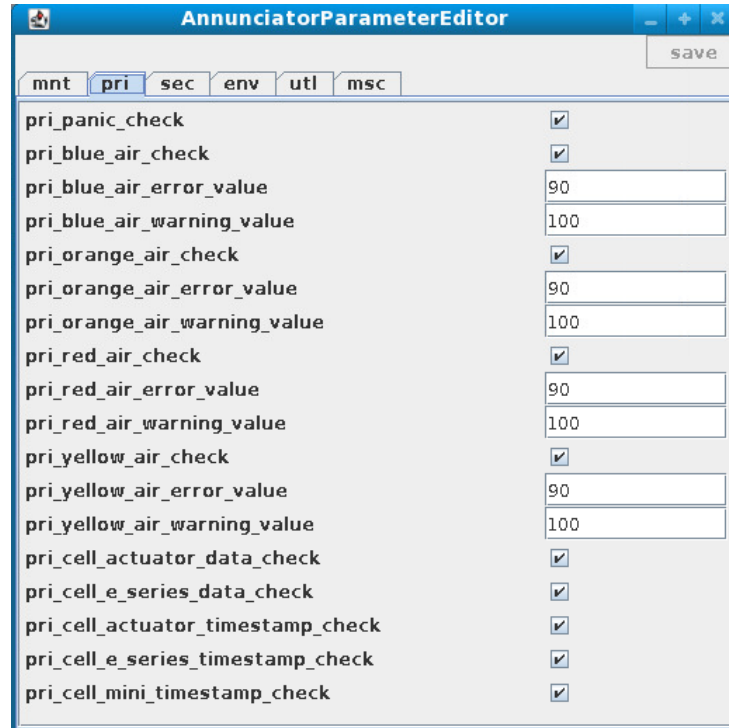 AnnunciatorParameterEditor
save
mnt pri sec env utl msc
pri_panic_check
pri_blue_air_check
pri_blue_air_error_value 90
pri_blue_air_warning_value 100
pri_orange_air_check
pri_orange_air_error_value 90
pri_orange_air_warning_value 100
pri_red_air_check
pri_red_air_error_value 90
pri_red_air_warning_value 100
pri_yellow_air_check
pri_yellow_air_error_value 90
pri_yellow_air_warning_value 100
pri_cell_actuator_data_check
pri_cell_e_series_data_check
pri_cell_actuator_timestamp_check
pri_cell_e_series_timestamp_check
pri_cell_mini_timestamp_check